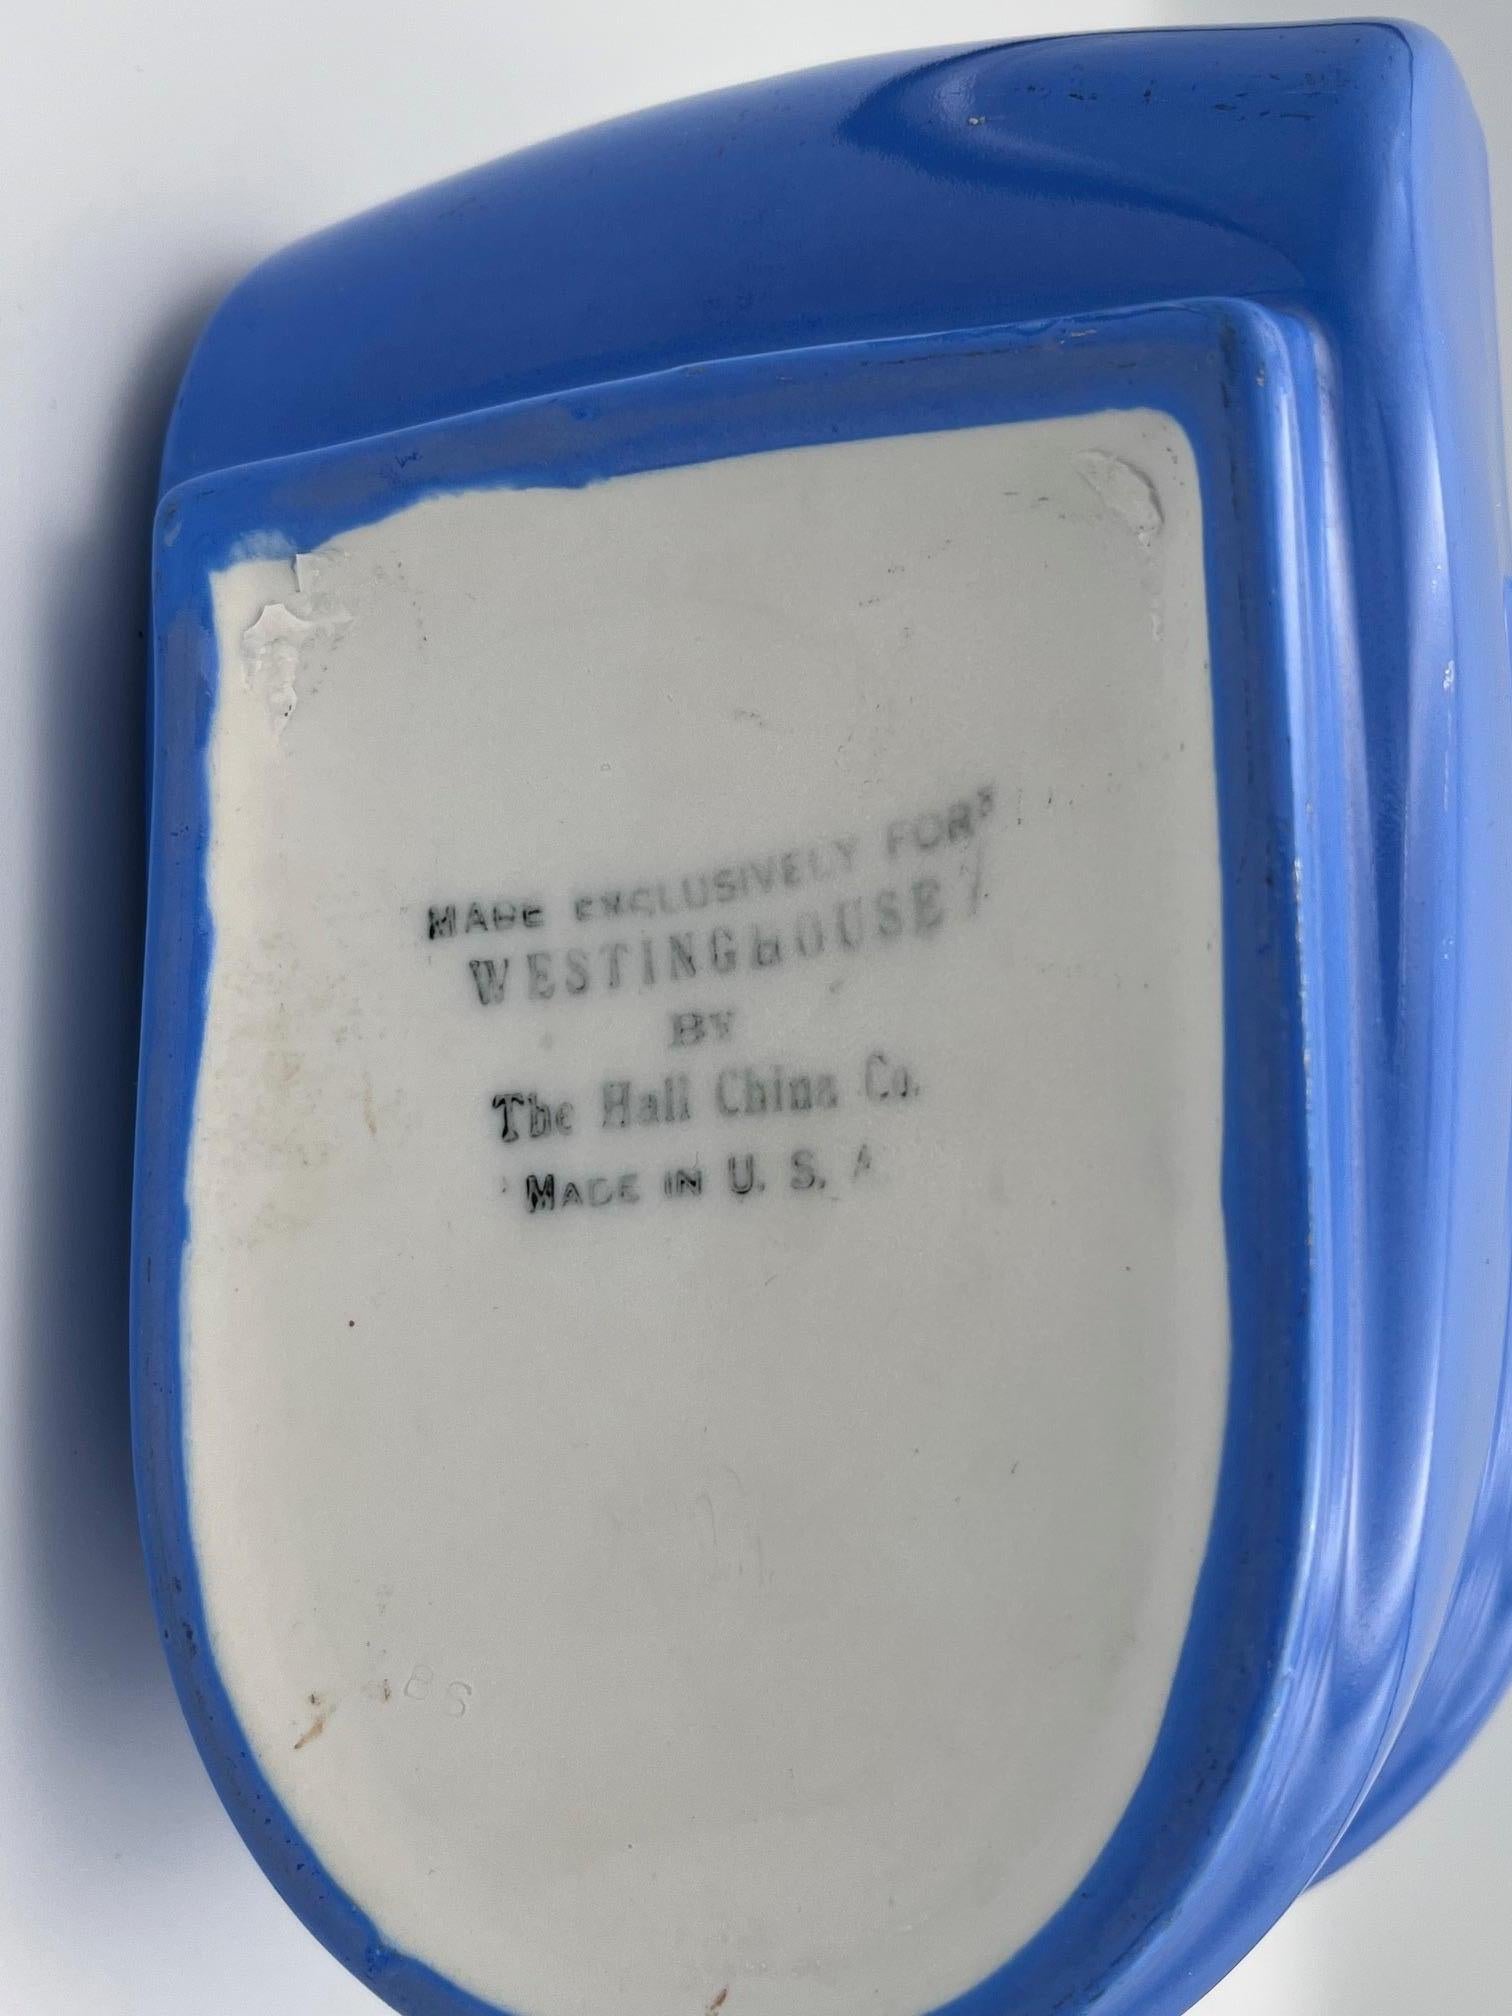 MADE EXCLUSIVELY FOR
WESTINGHOUSE
BY
The Hall China Co.
MADE IN U. S. A